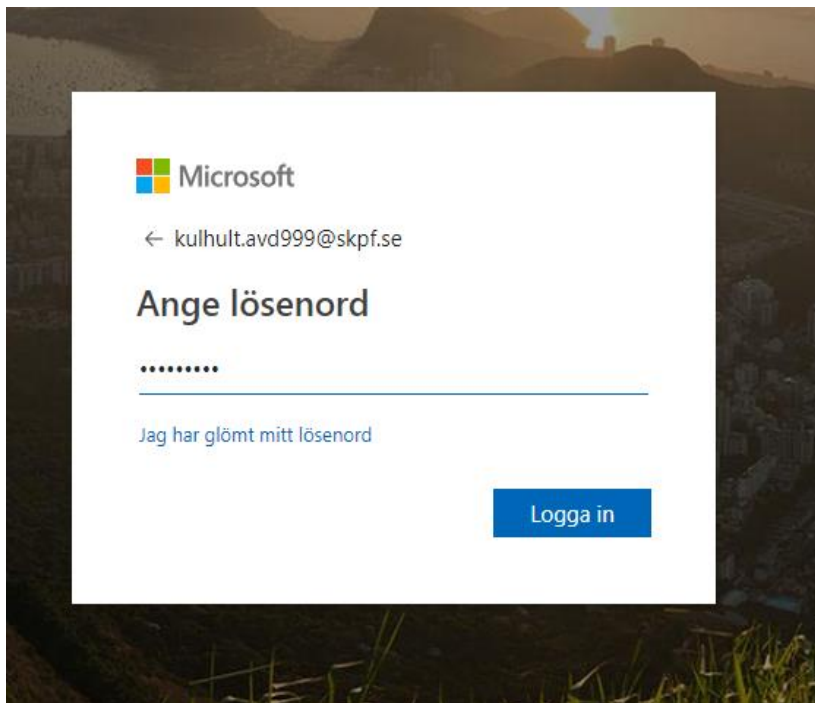 Microsoft
← kulhult.avd999@skpf.se
Ange lösenord
•••••••••
Jag har glömt mitt lösenord
Logga in